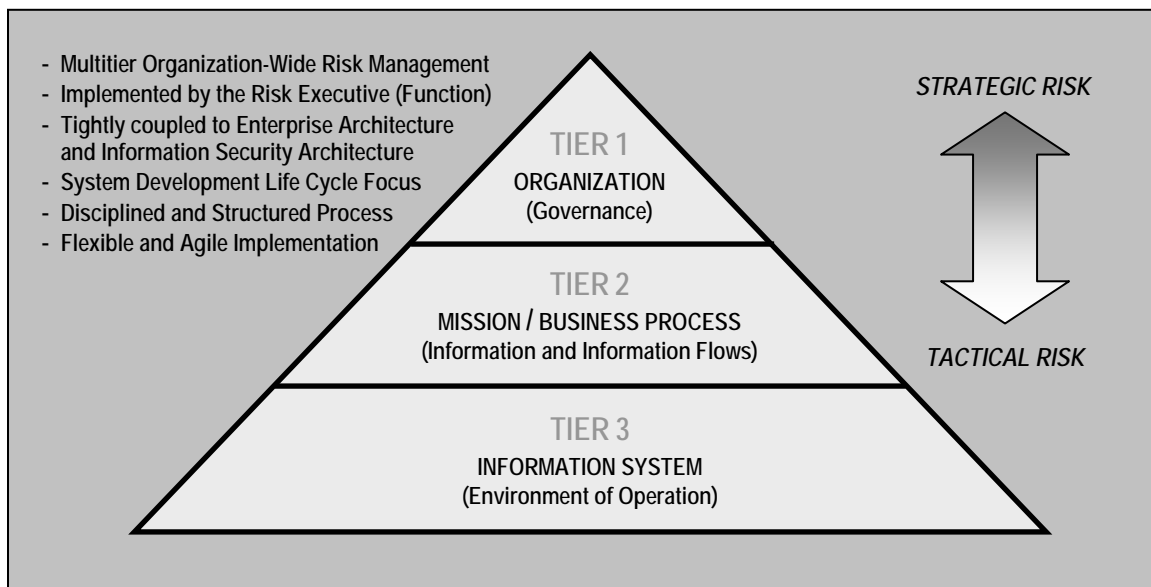 - Multitier Organization-Wide Risk Management
- Implemented by the Risk Executive (Function)
- Tightly coupled to Enterprise Architecture
and Information Security Architecture
- System Development Life Cycle Focus
- Disciplined and Structured Process
- Flexible and Agile Implementation
STRATEGIC RISK
TIER 1
ORGANIZATION
(Governance)
TIER 2
MISSION / BUSINESS PROCESS
(Information and Information Flows)
TACTICAL RISK
TIER 3
INFORMATION SYSTEM
(Environment of Operation)